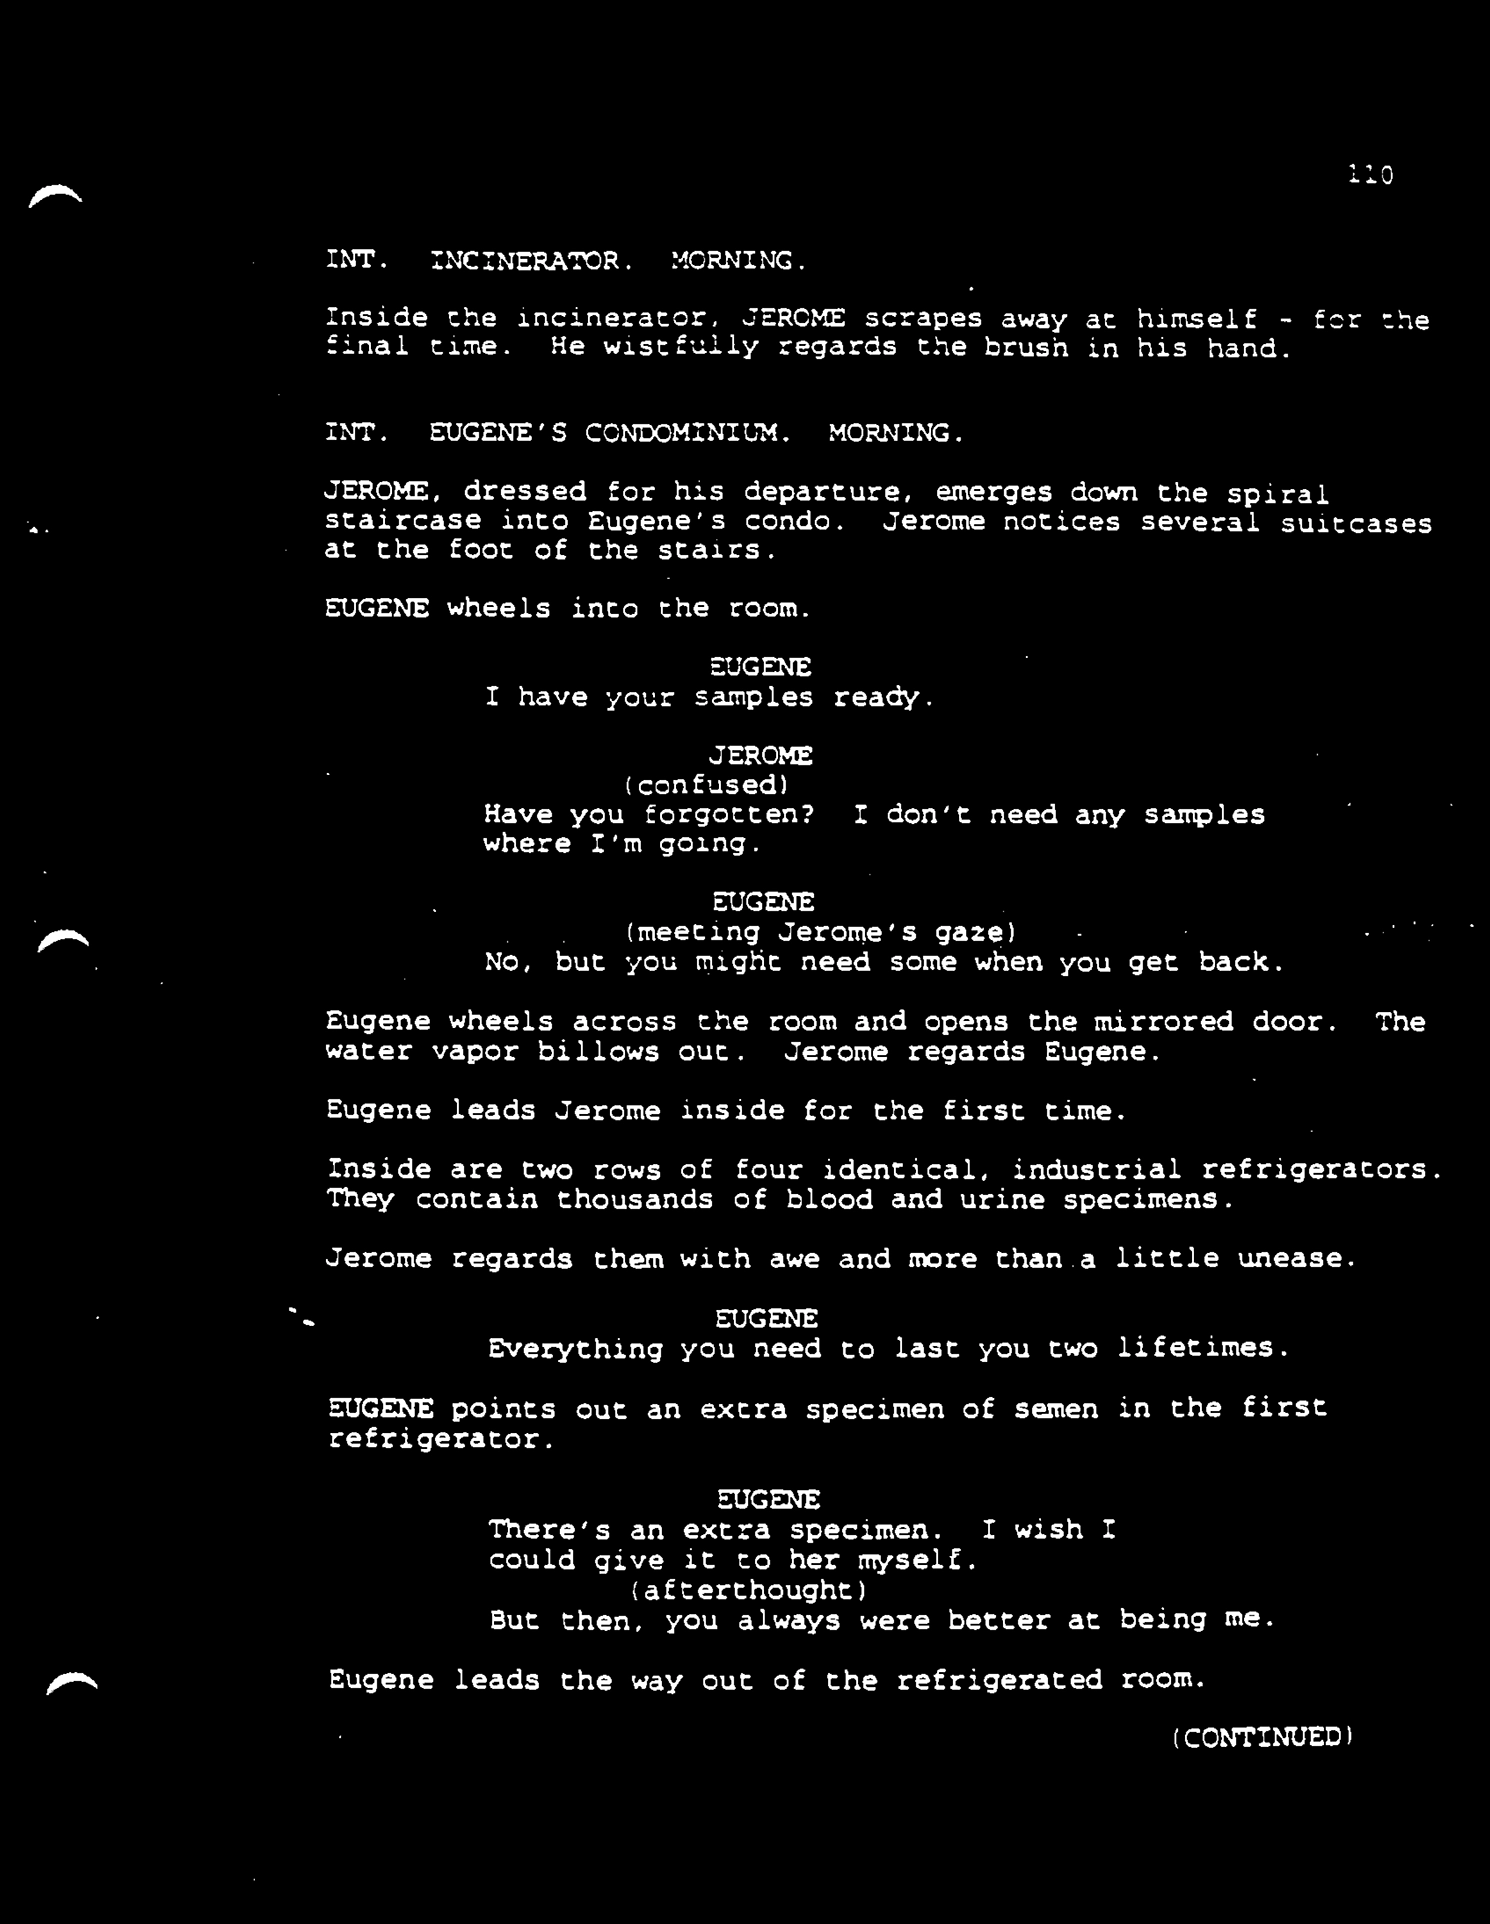 110
INT.  INCINERATOR.  MORNING.
Inside the incinerator, JEROME scrapes away at himself - for the
final time.  He wistfully regards the brush in his hand.
INT.  EUGENE'S CONDOMINIUM.  MORNING.
JEROME, dressed for his departure, emerges down the spiral
staircase into Eugene's condo.  Jerome notices several suitcases
at the foot of the stairs.
EUGENE wheels into the room.
EUGENE
I have your samples ready.
JEROME
(confused)
Have you forgotten?  I don't need any samples
where I'm going.
EUGENE
(meeting Jerome's gaze)
No, but you might need some when you get back.
Eugene wheels across the room and opens the mirrored door.  The
water vapor billows out.  Jerome regards Eugene.
Eugene leads Jerome inside for the first time.
Inside are two rows of four identical, industrial refrigerators.
They contain thousands of blood and urine specimens.
Jerome regards them with awe and more than a little unease.
EUGENE
Everything you need to last you two lifetimes.
EUGENE points out an extra specimen of semen in the first
refrigerator.
EUGENE
There's an extra specimen.  I wish I
could give it to her myself.
(afterthought)
But then, you always were better at being me.
Eugene leads the way out of the refrigerated room.
(CONTINUED)